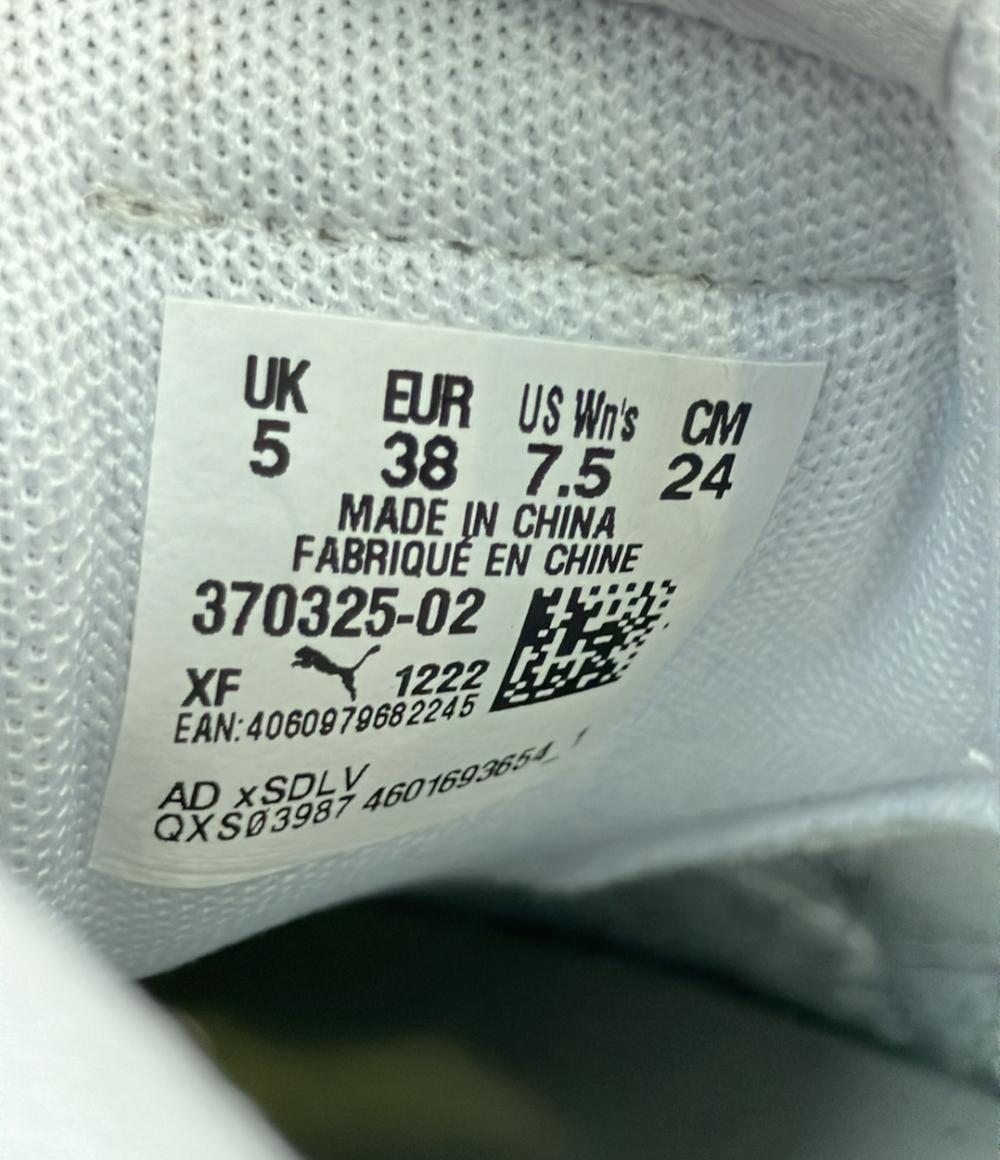 UK EUR US Wn's CM
5 38 7.5 24
MADE IN CHINA
FABRIQUÉ EN CHINE
370325-02
XF 1222
EAN:4060979682245
AD xSDLV
QXSØ3987 4601693654_1